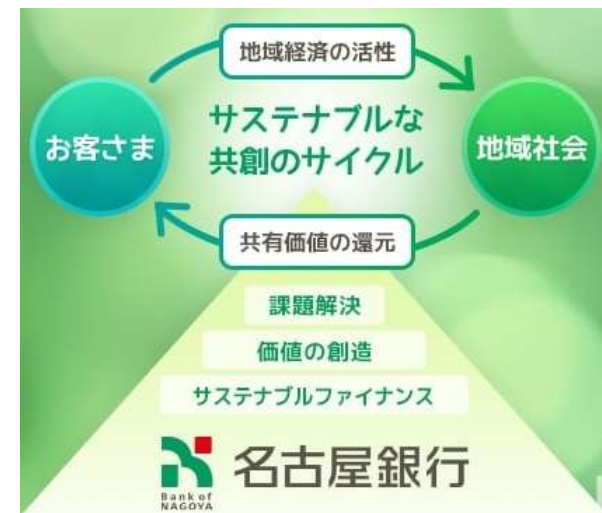 地域経済の活性
お客さま
サステナブルな
共創のサイクル
地域社会
共有価値の還元
課題解決
価値の創造
サステナブルファイナンス
名古屋銀行
Bank of
NAGOYA